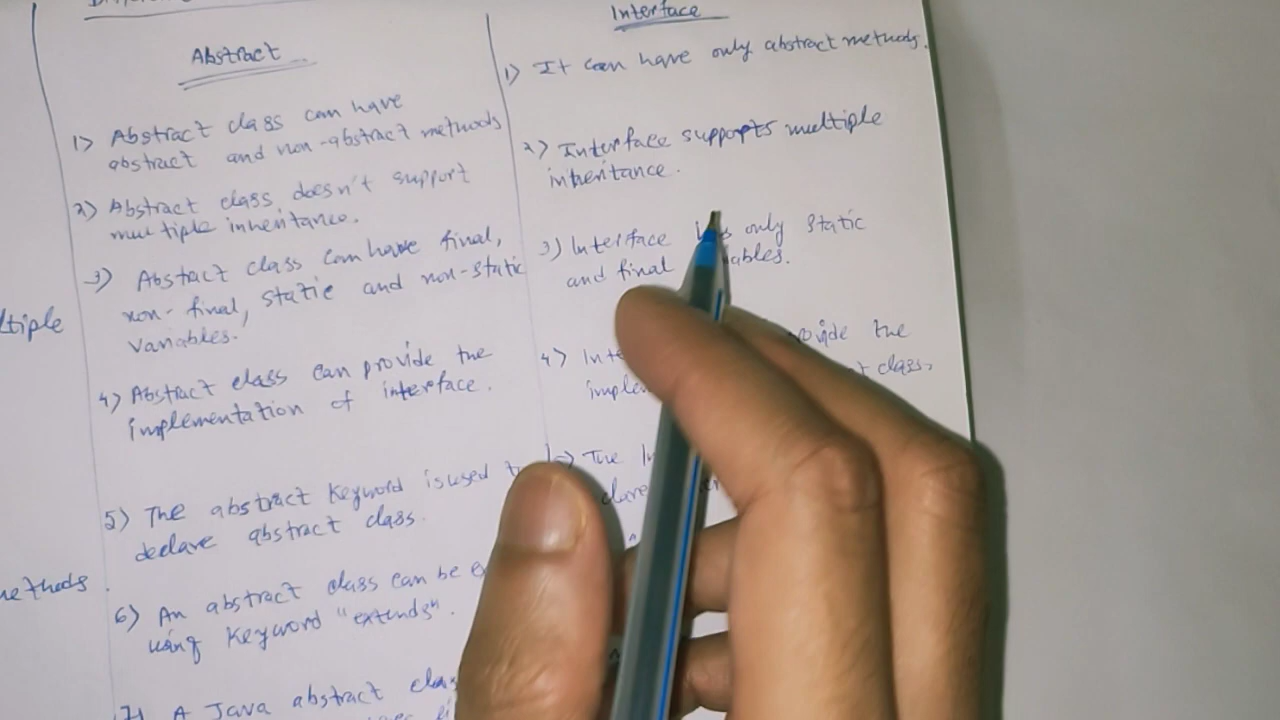 Abstract
1) Abstract class can have
abstract and non-abstract methods
2) Abstract class doesn't support
multiple inheritance.
3) Abstract class can have final,
non-final, static and non-static
variables.
4) Abstract class can provide the
implementation of interface.
5) The abstract keyword is used
declare abstract class.
6) An abstract class can be
using keyword "extends".
7) A Java abstract
Interface
1) It can have only abstract methods.
2) Interface supports multiple
inheritance.
3) Interface only static
and final
4)
the
class.
5) The
methods.